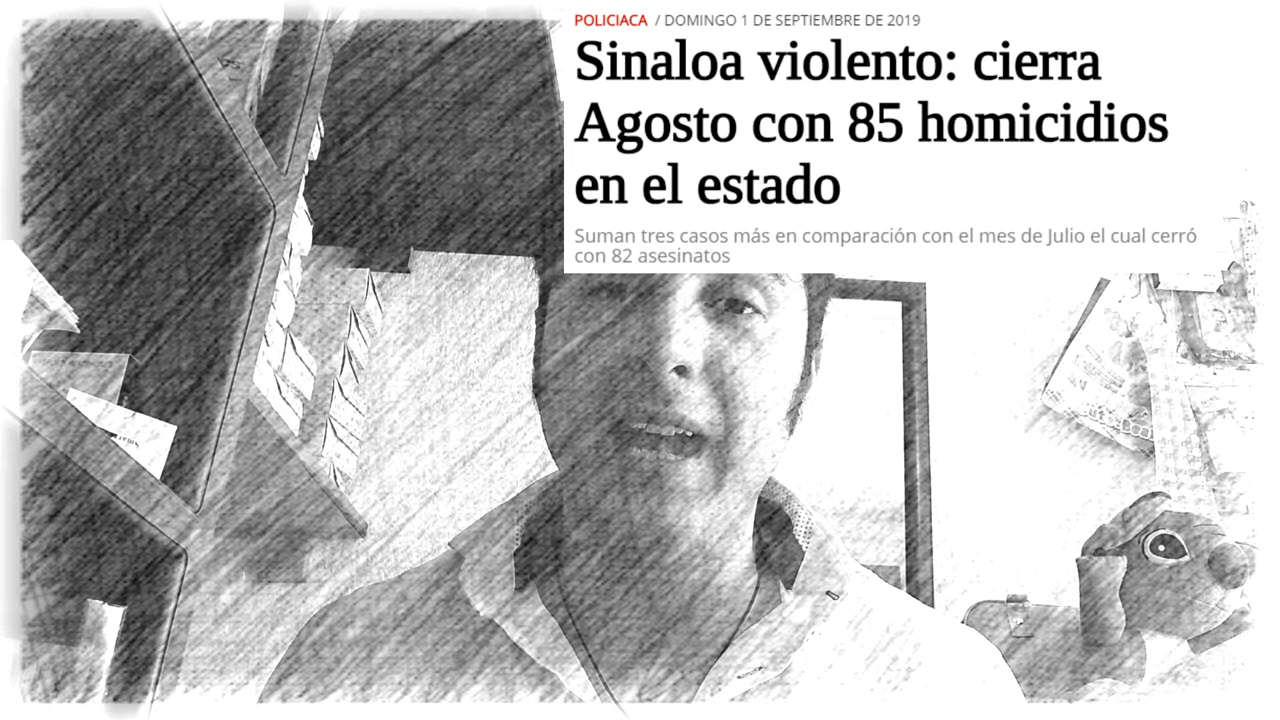 POLICIACA / DOMINGO 1 DE SEPTIEMBRE DE 2019
Sinaloa violento: cierra
Agosto con 85 homicidios
en el estado
Suman tres casos más en comparación con el mes de Julio el cual cerró
con 82 asesinatos